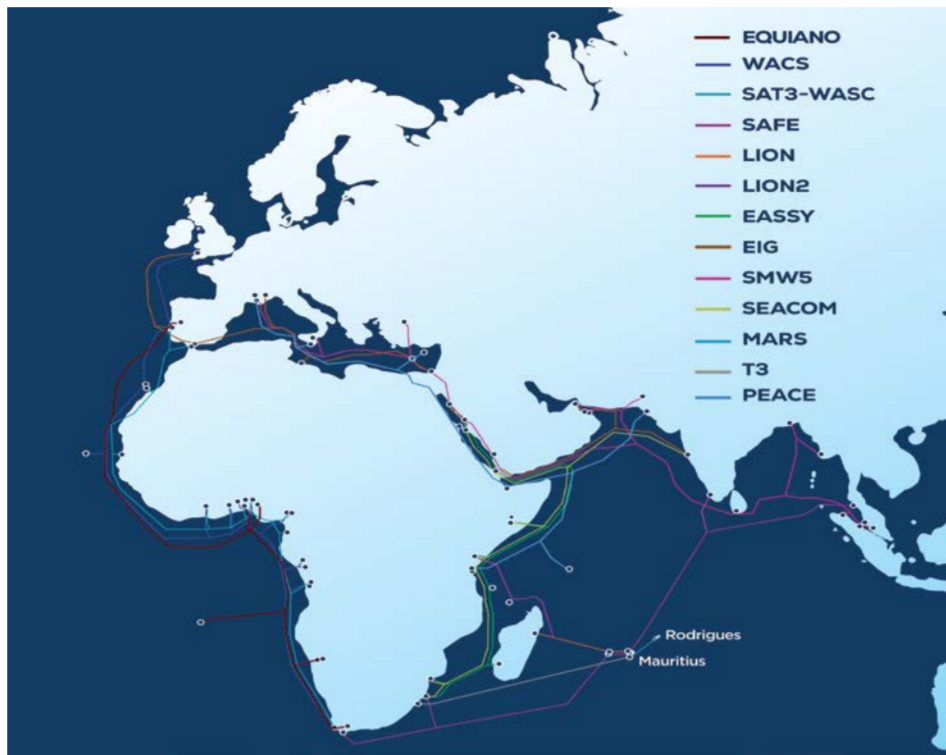 EQUIANO
WACS
SAT3-WASC
SAFE
LION
LION2
EASSY
EIG
SMW5
SEACOM
MARS
T3
PEACE
Rodrigues
Mauritius